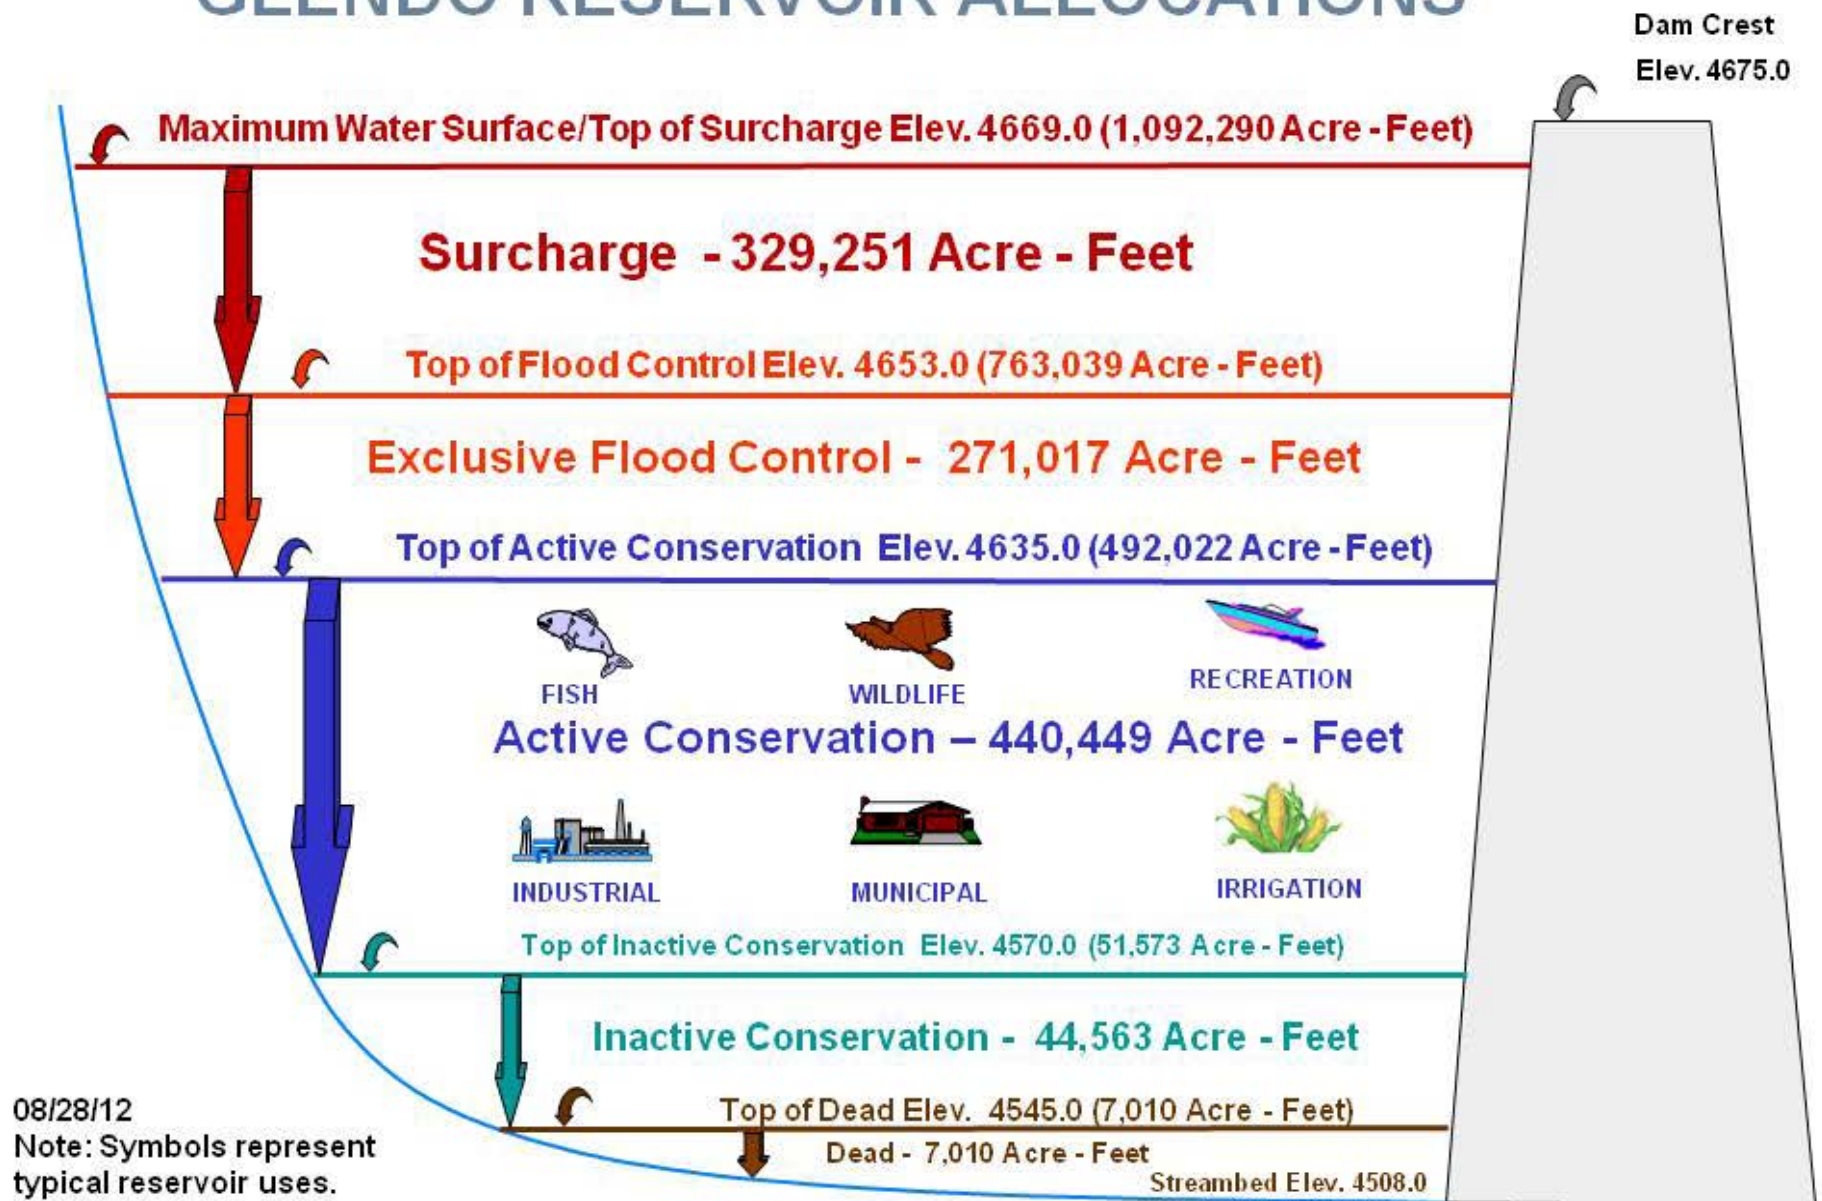 GLENDO RESERVOIR ALLOCATIONS
Dam Crest
Elev. 4675.0
Maximum Water Surface/Top of Surcharge Elev. 4669.0 (1,092,290 Acre - Feet)
Surcharge - 329,251 Acre - Feet
Top of Flood Control Elev. 4653.0 (763,039 Acre - Feet)
Exclusive Flood Control - 271,017 Acre - Feet
Top of Active Conservation Elev. 4635.0 (492,022 Acre - Feet)
FISH WILDLIFE RECREATION
Active Conservation – 440,449 Acre - Feet
INDUSTRIAL MUNICIPAL IRRIGATION
Top of Inactive Conservation Elev. 4570.0 (51,573 Acre - Feet)
Inactive Conservation - 44,563 Acre - Feet
Top of Dead Elev. 4545.0 (7,010 Acre - Feet)
Dead - 7,010 Acre - Feet
Streambed Elev. 4508.0
08/28/12
Note: Symbols represent
typical reservoir uses.